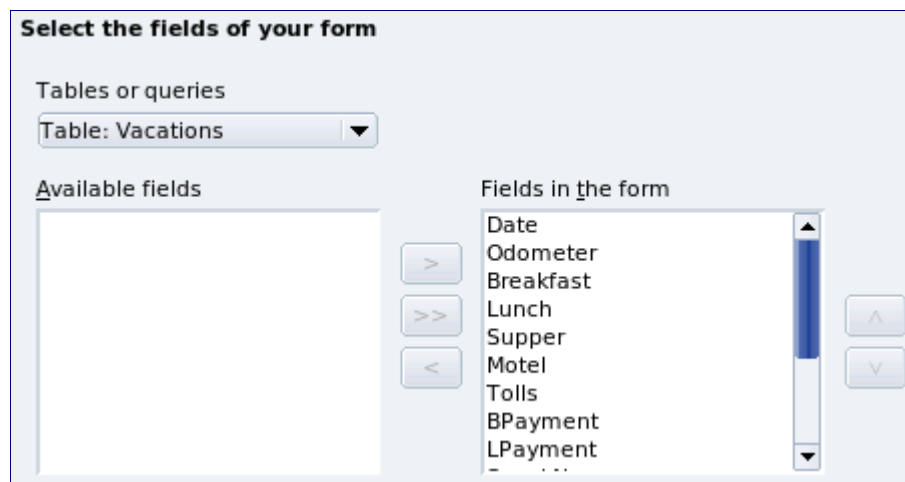 Select the fields of your form
Tables or queries
Table: Vacations
Available fields
Fields in the form
Date
Odometer
Breakfast
Lunch
Supper
Motel
Tolls
BPayment
LPayment
>
>>
<
^
v